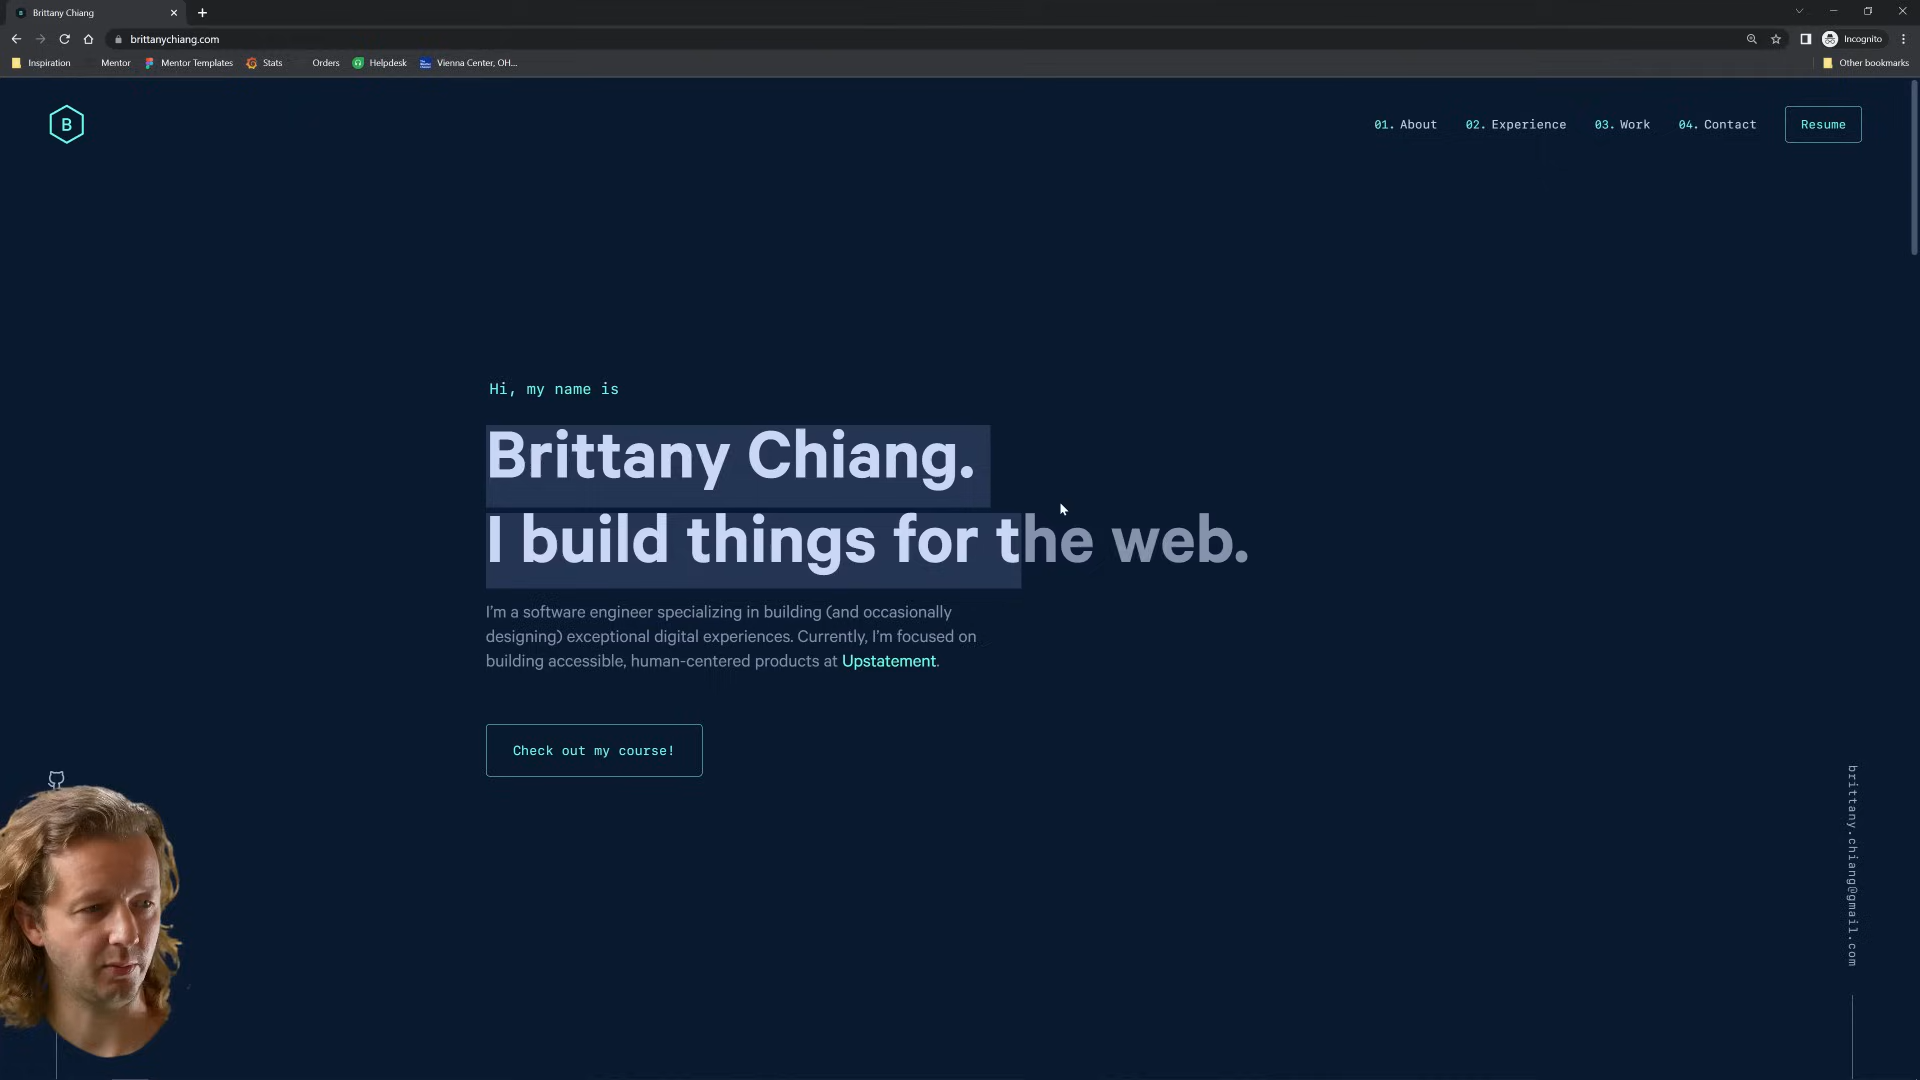 Brittany Chiang
brittanychiang.com
Incognito
Inspiration
Mentor
Mentor Templates
Stats
Orders
Helpdesk
Vienna Center, OH...
Other bookmarks
B
01. About
02. Experience
03. Work
04. Contact
Resume
Hi, my name is
Brittany Chiang.
I build things for the web.
I'm a software engineer specializing in building (and occasionally
designing) exceptional digital experiences. Currently, I'm focused on
building accessible, human-centered products at Upstatement.
Check out my course!
brittany.chiang@gmail.com